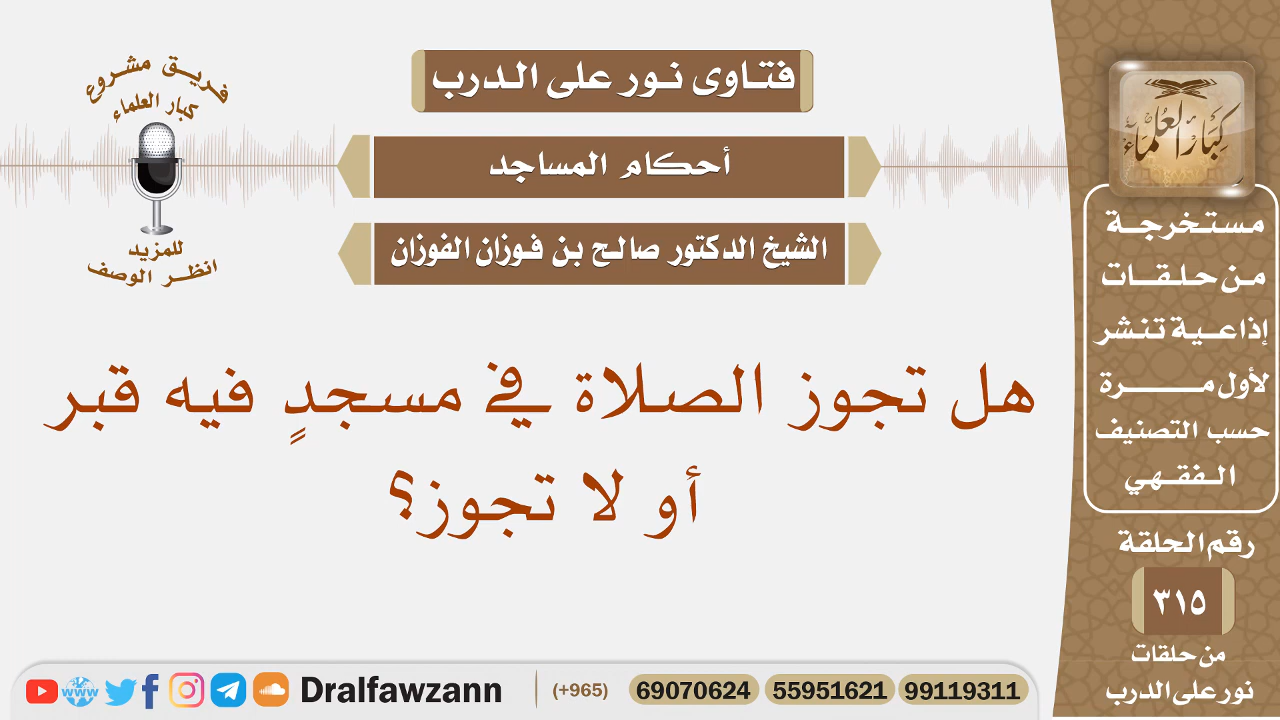 فتاوى نور على الدرب
أحكام المساجد
الشيخ الدكتور صالح بن فوزان الفوزان
هل تجوز الصلاة في مسجدٍ فيه قبر
أو لا تجوز؟
فريق مشروع
كبار العلماء
للمزيد
انظر الوصف
كبار العلماء
مستخرجة
من حلقات
إذاعية تنشر
لأول مرة
حسب التصنيف
الفقهي
رقم الحلقة
٣١٥
من حلقات
نور على الدرب
www
Dralfawzann
(+965) 69070624 55951621 99119311